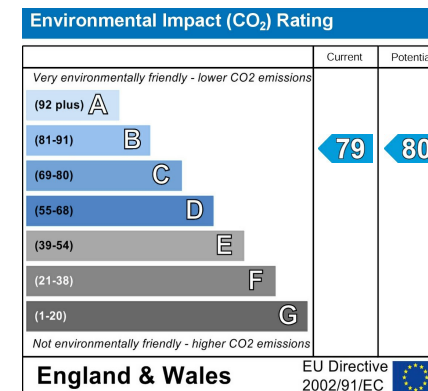 Environmental Impact (CO₂) Rating
Current Potentia
Very environmentally friendly - lower CO2 emissions
(92 plus) A
(81-91) B
79 80
(69-80) C
(55-68) D
(39-54) E
(21-38) F
(1-20) G
Not environmentally friendly - higher CO2 emissions
England & Wales
EU Directive
2002/91/EC